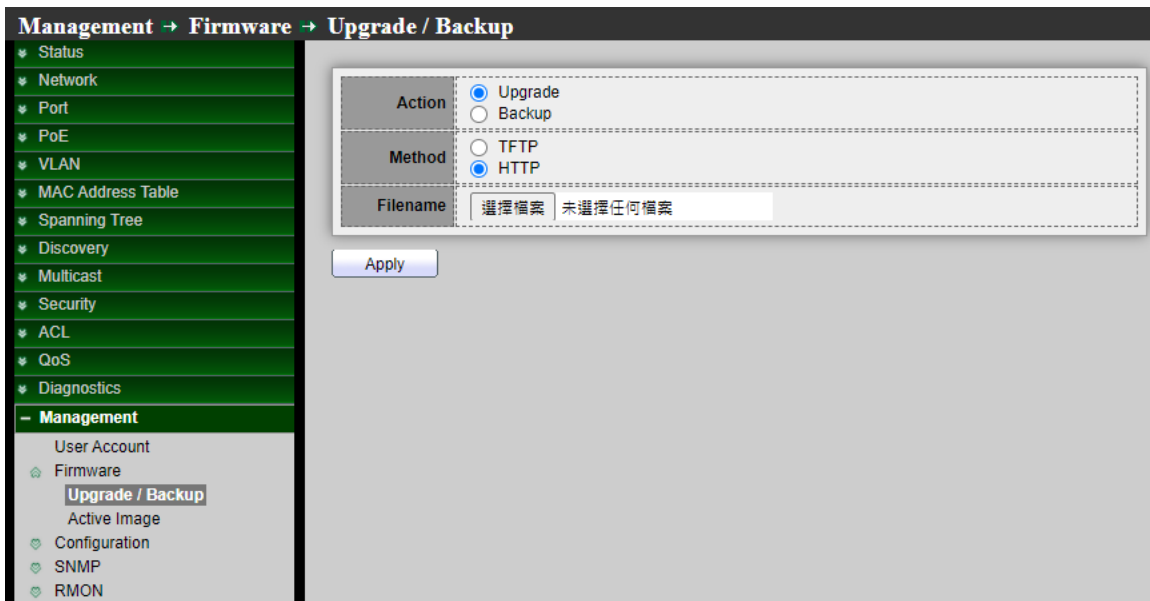 Management → Firmware → Upgrade / Backup
Status
Network
Port
PoE
VLAN
MAC Address Table
Spanning Tree
Discovery
Multicast
Security
ACL
QoS
Diagnostics
Management
User Account
Firmware
Upgrade / Backup
Active Image
Configuration
SNMP
RMON
Action
Upgrade
Backup
Method
TFTP
HTTP
Filename
選擇檔案 未選擇任何檔案
Apply